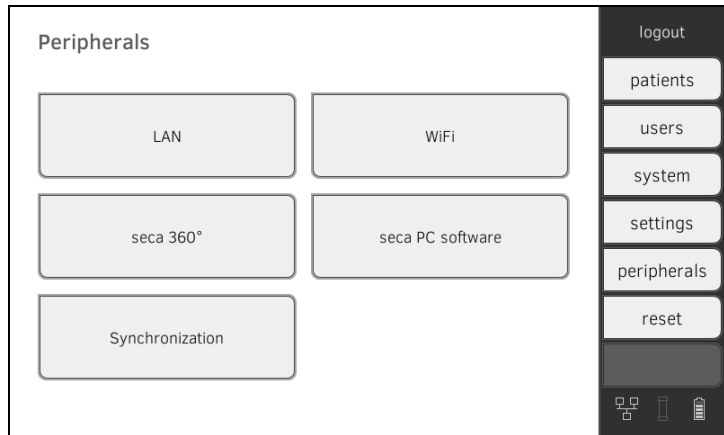 Peripherals
LAN
WiFi
seca 360°
seca PC software
Synchronization
logout
patients
users
system
settings
peripherals
reset